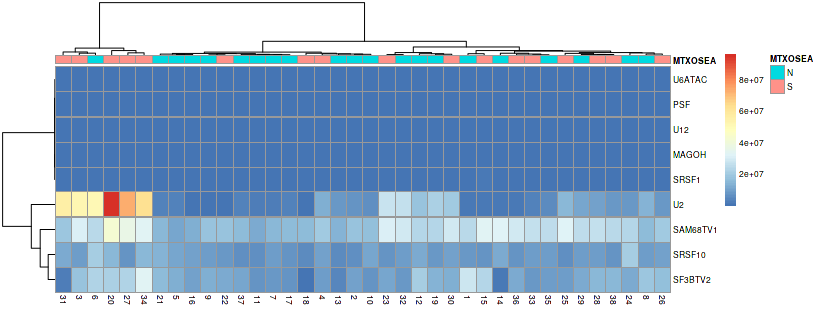 MTXOSEA
MTXOSEA
N
S
8e+07
6e+07
4e+07
2e+07
U6ATAC
PSF
U12
MAGOH
SRSF1
U2
SAM68TV1
SRSF10
SF3BTV2
31 3 6 20 27 34 21 5 16 9 22 37 11 7 17 18 4 13 2 10 23 32 12 19 30 1 15 14 36 33 35 25 29 28 38 24 8 26